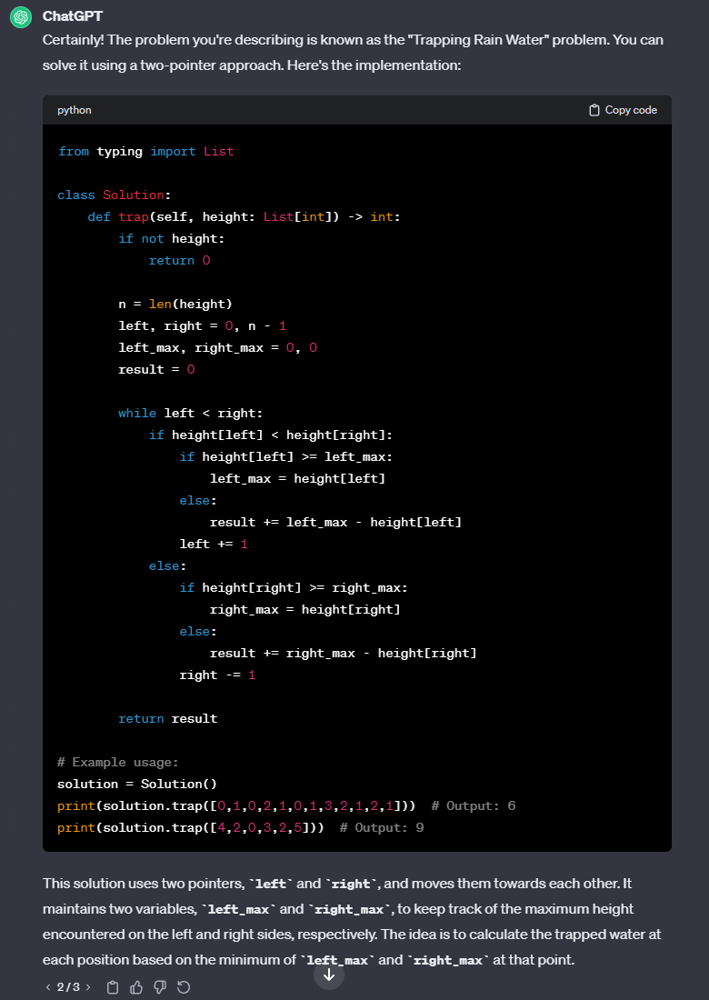 ChatGPT
Certainly! The problem you're describing is known as the "Trapping Rain Water" problem. You can
solve it using a two-pointer approach. Here's the implementation:
python
Copy code
from typing import List
class Solution:
    def trap(self, height: List[int]) -> int:
        if not height:
            return 0
        n = len(height)
        left, right = 0, n - 1
        left_max, right_max = 0, 0
        result = 0
        while left < right:
            if height[left] < height[right]:
                if height[left] >= left_max:
                    left_max = height[left]
                else:
                    result += left_max - height[left]
                left += 1
            else:
                if height[right] >= right_max:
                    right_max = height[right]
                else:
                    result += right_max - height[right]
                right -= 1
        return result
# Example usage:
solution = Solution()
print(solution.trap([0,1,0,2,1,0,1,3,2,1,2,1]))  # Output: 6
print(solution.trap([4,2,0,3,2,5]))  # Output: 9
This solution uses two pointers, `left` and `right`, and moves them towards each other. It
maintains two variables, `left_max` and `right_max`, to keep track of the maximum height
encountered on the left and right sides, respectively. The idea is to calculate the trapped water at
each position based on the minimum of `left_max` and `right_max` at that point.
2 / 3